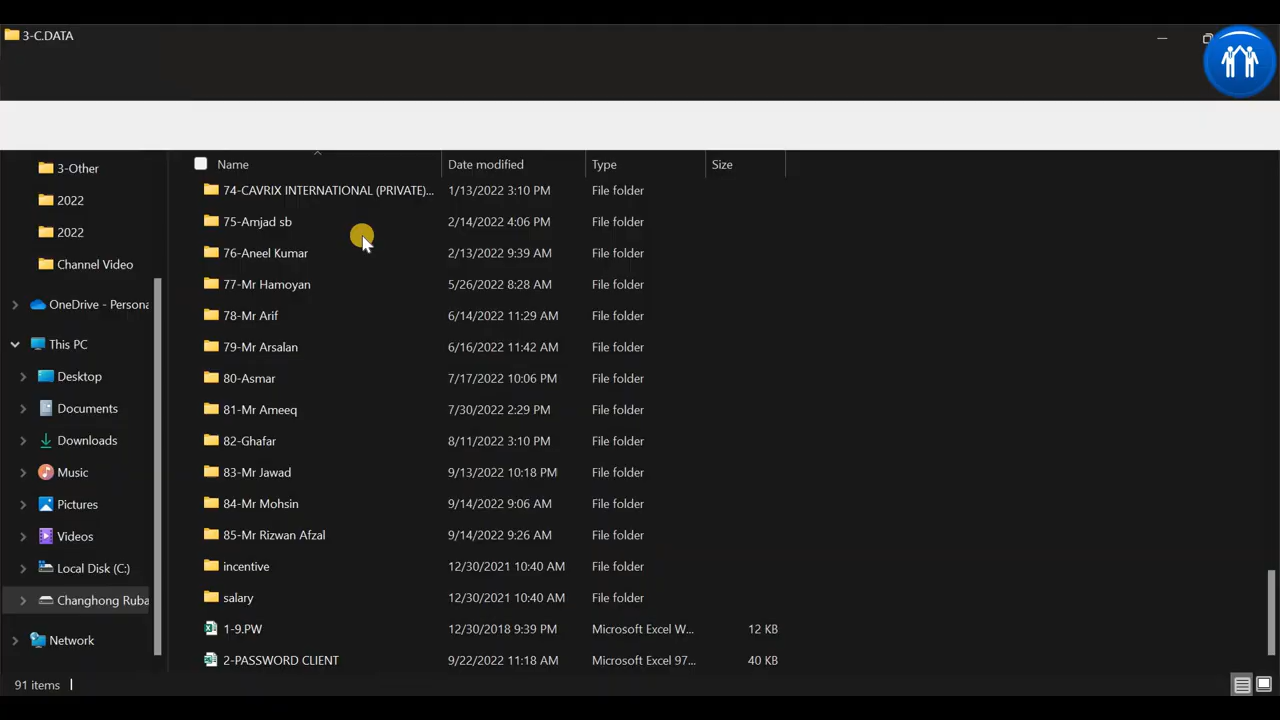 3-C.DATA
Name Date modified Type Size
3-Other
2022
2022
Channel Video
OneDrive - Persona
This PC
Desktop
Documents
Downloads
Music
Pictures
Videos
Local Disk (C:)
Changhong Ruba
Network
74-CAVRIX INTERNATIONAL (PRIVATE)... 1/13/2022 3:10 PM File folder
75-Amjad sb 2/14/2022 4:06 PM File folder
76-Aneel Kumar 2/13/2022 9:39 AM File folder
77-Mr Hamoyan 5/26/2022 8:28 AM File folder
78-Mr Arif 6/14/2022 11:29 AM File folder
79-Mr Arsalan 6/16/2022 11:42 AM File folder
80-Asmar 7/17/2022 10:06 PM File folder
81-Mr Ameeq 7/30/2022 2:29 PM File folder
82-Ghafar 8/11/2022 3:10 PM File folder
83-Mr Jawad 9/13/2022 10:18 PM File folder
84-Mr Mohsin 9/14/2022 9:06 AM File folder
85-Mr Rizwan Afzal 9/14/2022 9:26 AM File folder
incentive 12/30/2021 10:40 AM File folder
salary 12/30/2021 10:40 AM File folder
1-9.PW 12/30/2018 9:39 PM Microsoft Excel W... 12 KB
2-PASSWORD CLIENT 9/22/2022 11:18 AM Microsoft Excel 97... 40 KB
91 items